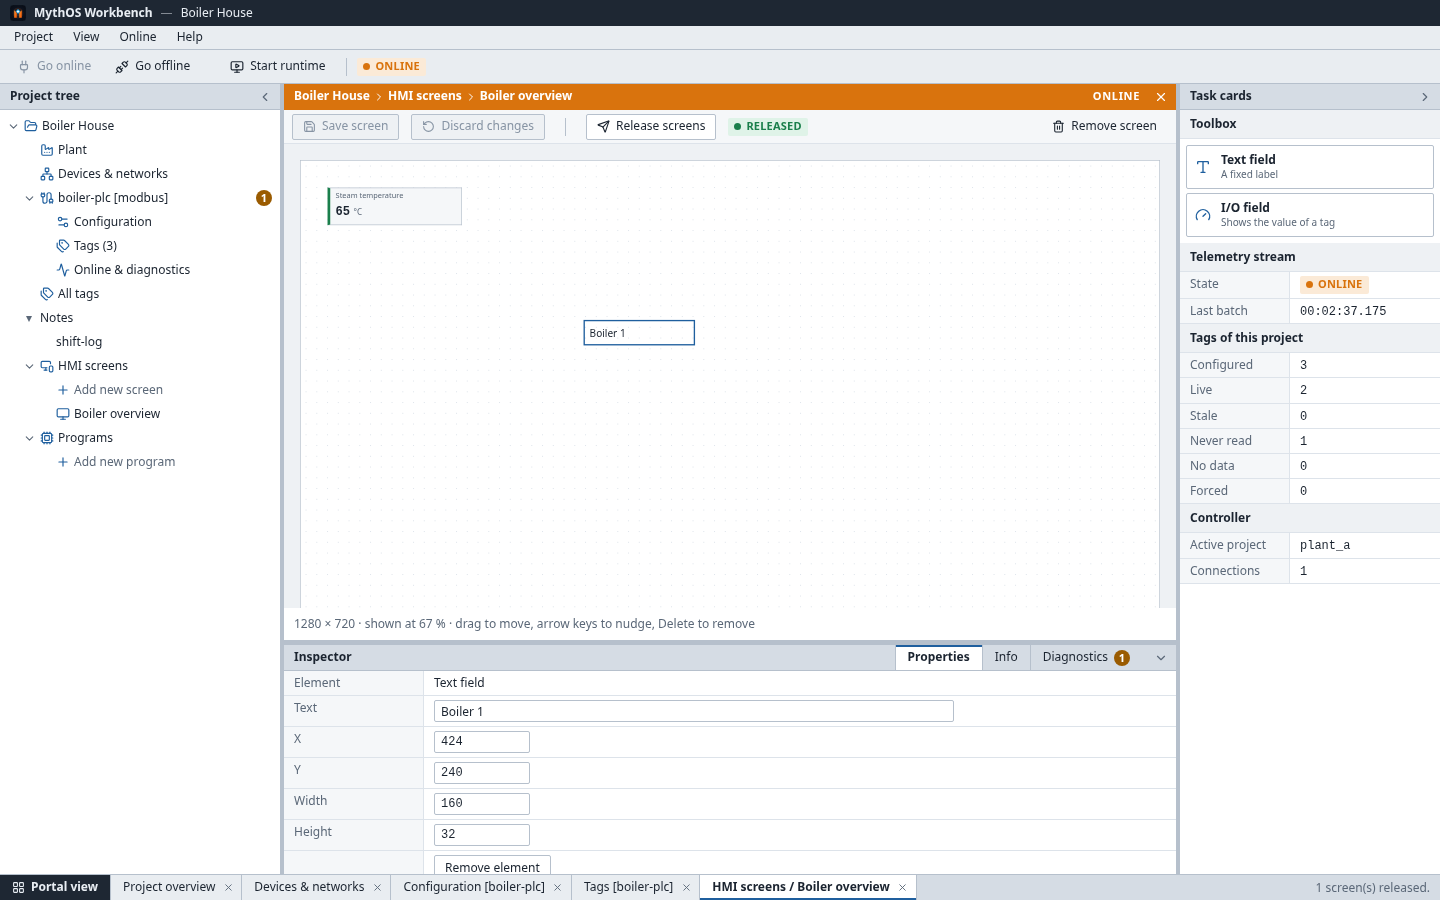 MythOS Workbench — Boiler House
Project View Online Help
Go online Go offline Start runtime ONLINE
Project tree
Boiler House
Plant
Devices & networks
boiler-plc [modbus] 1
Configuration
Tags (3)
Online & diagnostics
All tags
Notes
shift-log
HMI screens
Add new screen
Boiler overview
Programs
Add new program
Boiler House › HMI screens › Boiler overview ONLINE
Save screen Discard changes Release screens RELEASED Remove screen
Steam temperature
65 °C
Boiler 1
1280 × 720 · shown at 67 % · drag to move, arrow keys to nudge, Delete to remove
Inspector Properties Info Diagnostics 1
Element Text field
Text Boiler 1
X 424
Y 240
Width 160
Height 32
Remove element
Task cards
Toolbox
Text field
A fixed label
I/O field
Shows the value of a tag
Telemetry stream
State ONLINE
Last batch 00:02:37.175
Tags of this project
Configured 3
Live 2
Stale 0
Never read 1
No data 0
Forced 0
Controller
Active project plant_a
Connections 1
Portal view Project overview Devices & networks Configuration [boiler-plc] Tags [boiler-plc] HMI screens / Boiler overview 1 screen(s) released.